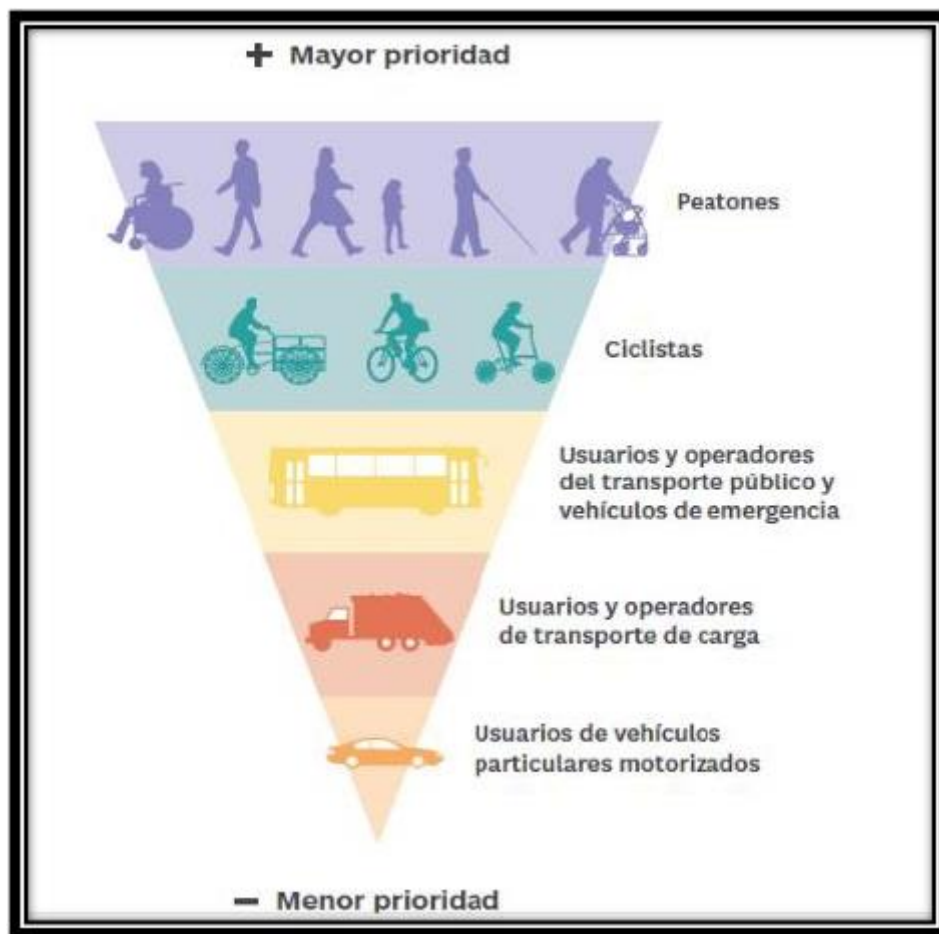 + Mayor prioridad
Peatones
Ciclistas
Usuarios y operadores
del transporte público y
vehículos de emergencia
Usuarios y operadores
de transporte de carga
Usuarios de vehículos
particulares motorizados
− Menor prioridad